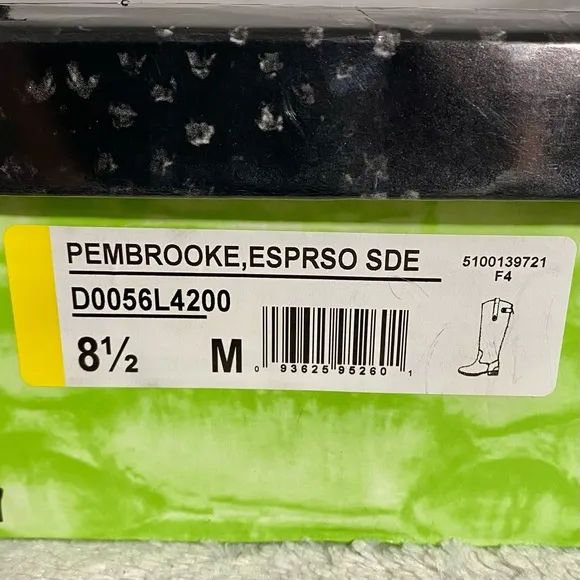 PEMBROOKE,ESPRSO SDE
5100139721
F4
D0056L4200
8½ M
0 93625 95260 1